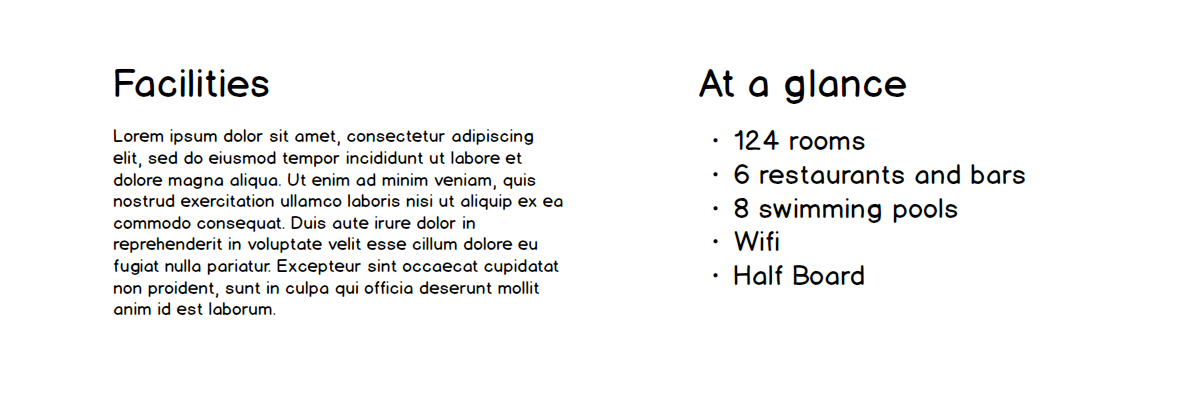 Facilities
Lorem ipsum dolor sit amet, consectetur adipiscing
elit, sed do eiusmod tempor incididunt ut labore et
dolore magna aliqua. Ut enim ad minim veniam, quis
nostrud exercitation ullamco laboris nisi ut aliquip ex ea
commodo consequat. Duis aute irure dolor in
reprehenderit in voluptate velit esse cillum dolore eu
fugiat nulla pariatur. Excepteur sint occaecat cupidatat
non proident, sunt in culpa qui officia deserunt mollit
anim id est laborum.
At a glance
• 124 rooms
• 6 restaurants and bars
• 8 swimming pools
• Wifi
• Half Board